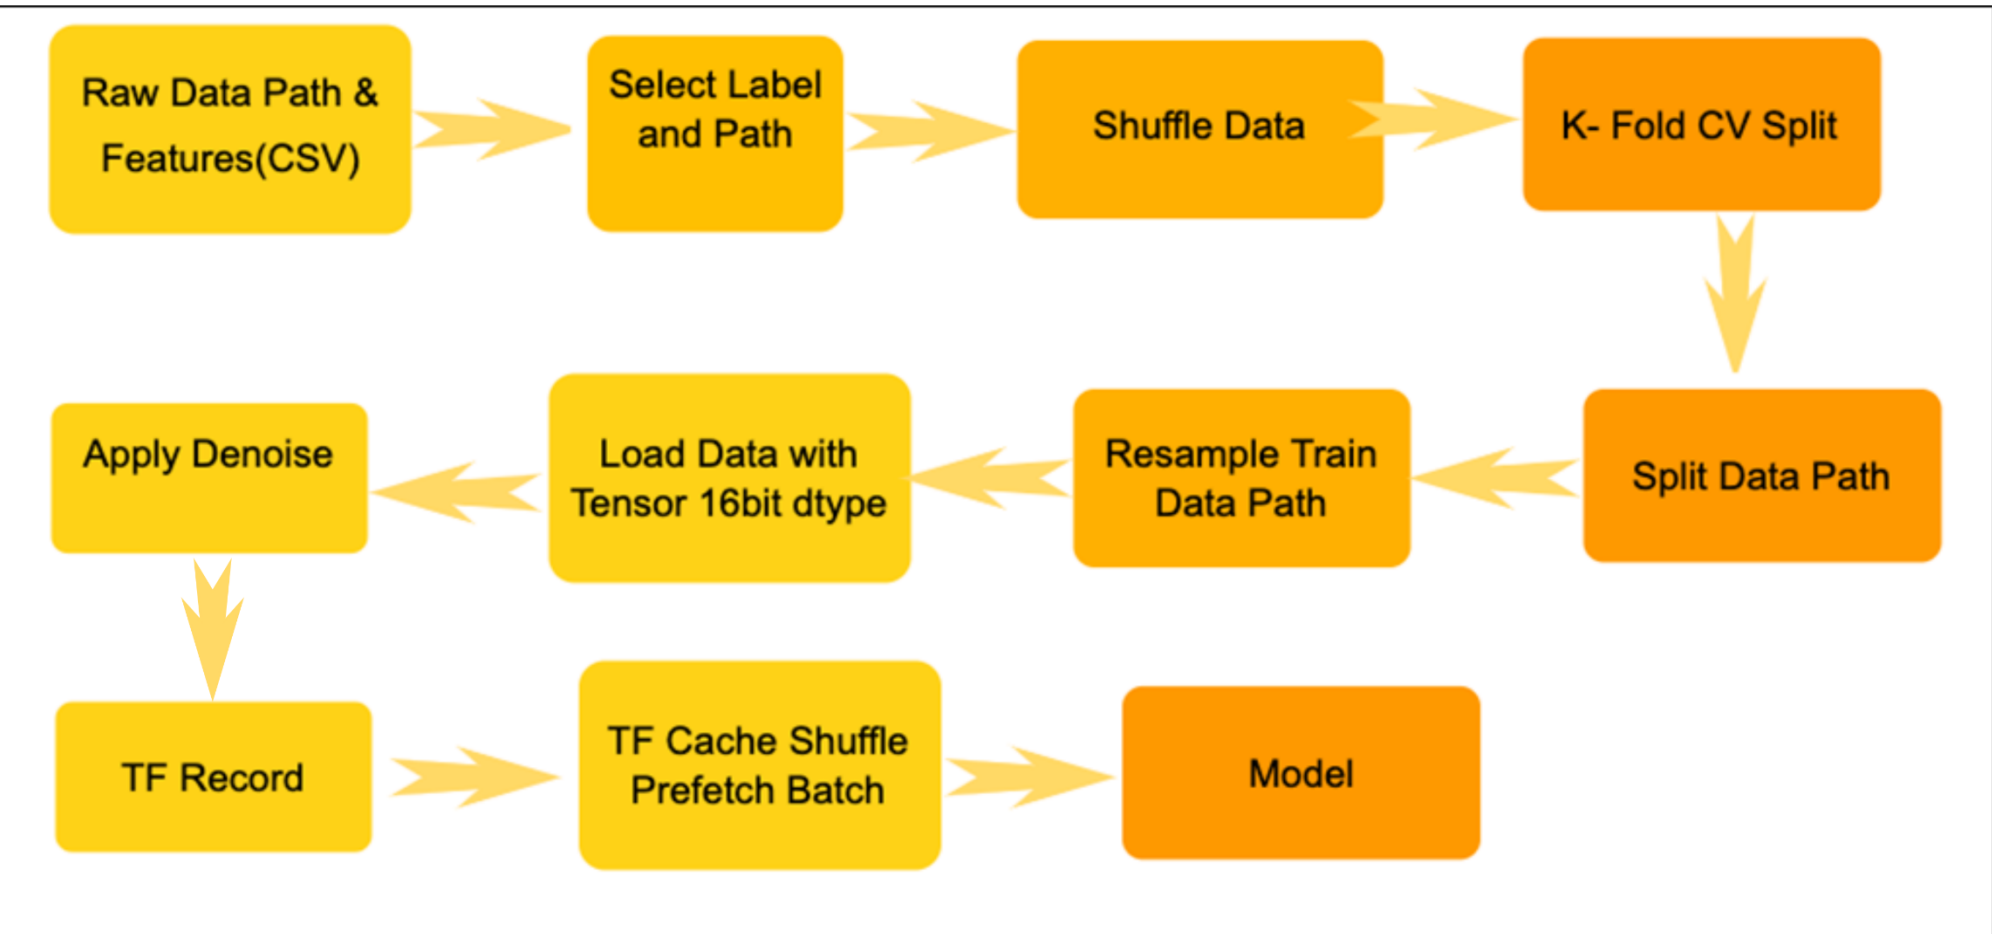 Raw Data Path &
Features(CSV)
Select Label
and Path
Shuffle Data
K- Fold CV Split
Split Data Path
Resample Train
Data Path
Load Data with
Tensor 16bit dtype
Apply Denoise
TF Record
TF Cache Shuffle
Prefetch Batch
Model